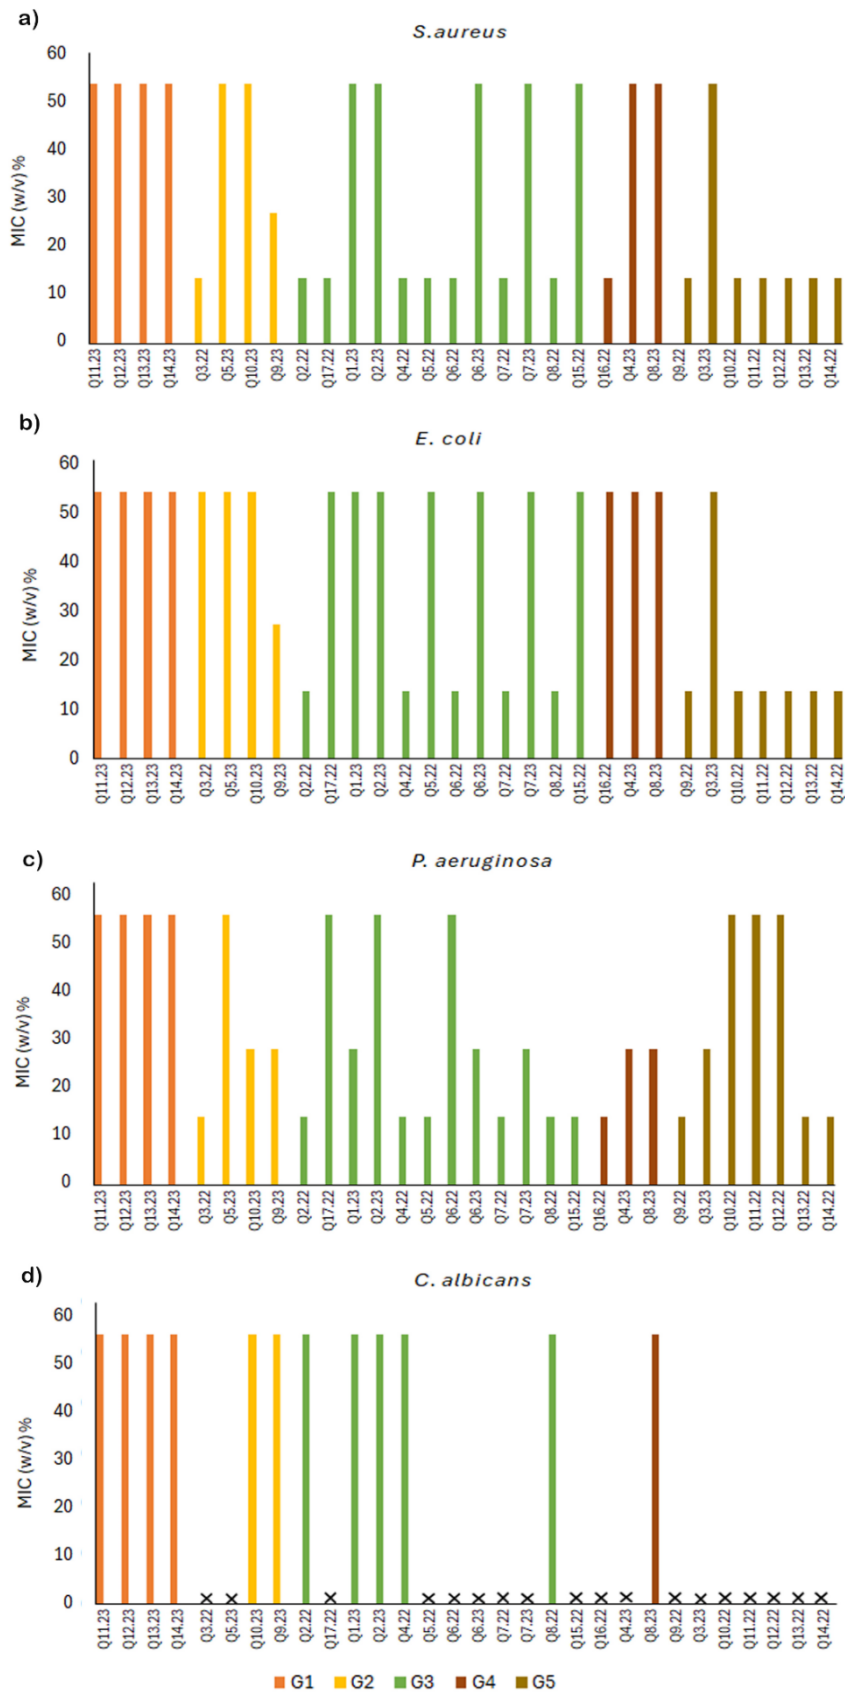 a)
S.aureus
60
50
40
30
20
10
0
MIC (w/v)%
Q11.23 Q12.23 Q13.23 Q14.23 Q3.22 Q5.23 Q10.23 Q9.23 Q2.22 Q17.22 Q1.23 Q2.23 Q4.22 Q5.22 Q6.22 Q6.23 Q7.22 Q7.23 Q8.22 Q15.22 Q16.22 Q4.23 Q8.23 Q9.22 Q3.23 Q10.22 Q11.22 Q12.22 Q13.22 Q14.22
b)
E. coli
60
50
40
30
20
10
0
MIC (w/v)%
Q11.23 Q12.23 Q13.23 Q14.23 Q3.22 Q5.23 Q10.23 Q9.23 Q2.22 Q17.22 Q1.23 Q2.23 Q4.22 Q5.22 Q6.22 Q6.23 Q7.22 Q7.23 Q8.22 Q15.22 Q16.22 Q4.23 Q8.23 Q9.22 Q3.23 Q10.22 Q11.22 Q12.22 Q13.22 Q14.22
c)
P. aeruginosa
60
50
40
30
20
10
0
MIC (w/v)%
Q11.23 Q12.23 Q13.23 Q14.23 Q3.22 Q5.23 Q10.23 Q9.23 Q2.22 Q17.22 Q1.23 Q2.23 Q4.22 Q5.22 Q6.22 Q6.23 Q7.22 Q7.23 Q8.22 Q15.22 Q16.22 Q4.23 Q8.23 Q9.22 Q3.23 Q10.22 Q11.22 Q12.22 Q13.22 Q14.22
d)
C. albicans
60
50
40
30
20
10
0
MIC (w/v)%
Q11.23 Q12.23 Q13.23 Q14.23 Q3.22 Q5.23 Q10.23 Q9.23 Q2.22 Q17.22 Q1.23 Q2.23 Q4.22 Q5.22 Q6.22 Q6.23 Q7.22 Q7.23 Q8.22 Q15.22 Q16.22 Q4.23 Q8.23 Q9.22 Q3.23 Q10.22 Q11.22 Q12.22 Q13.22 Q14.22
G1 G2 G3 G4 G5